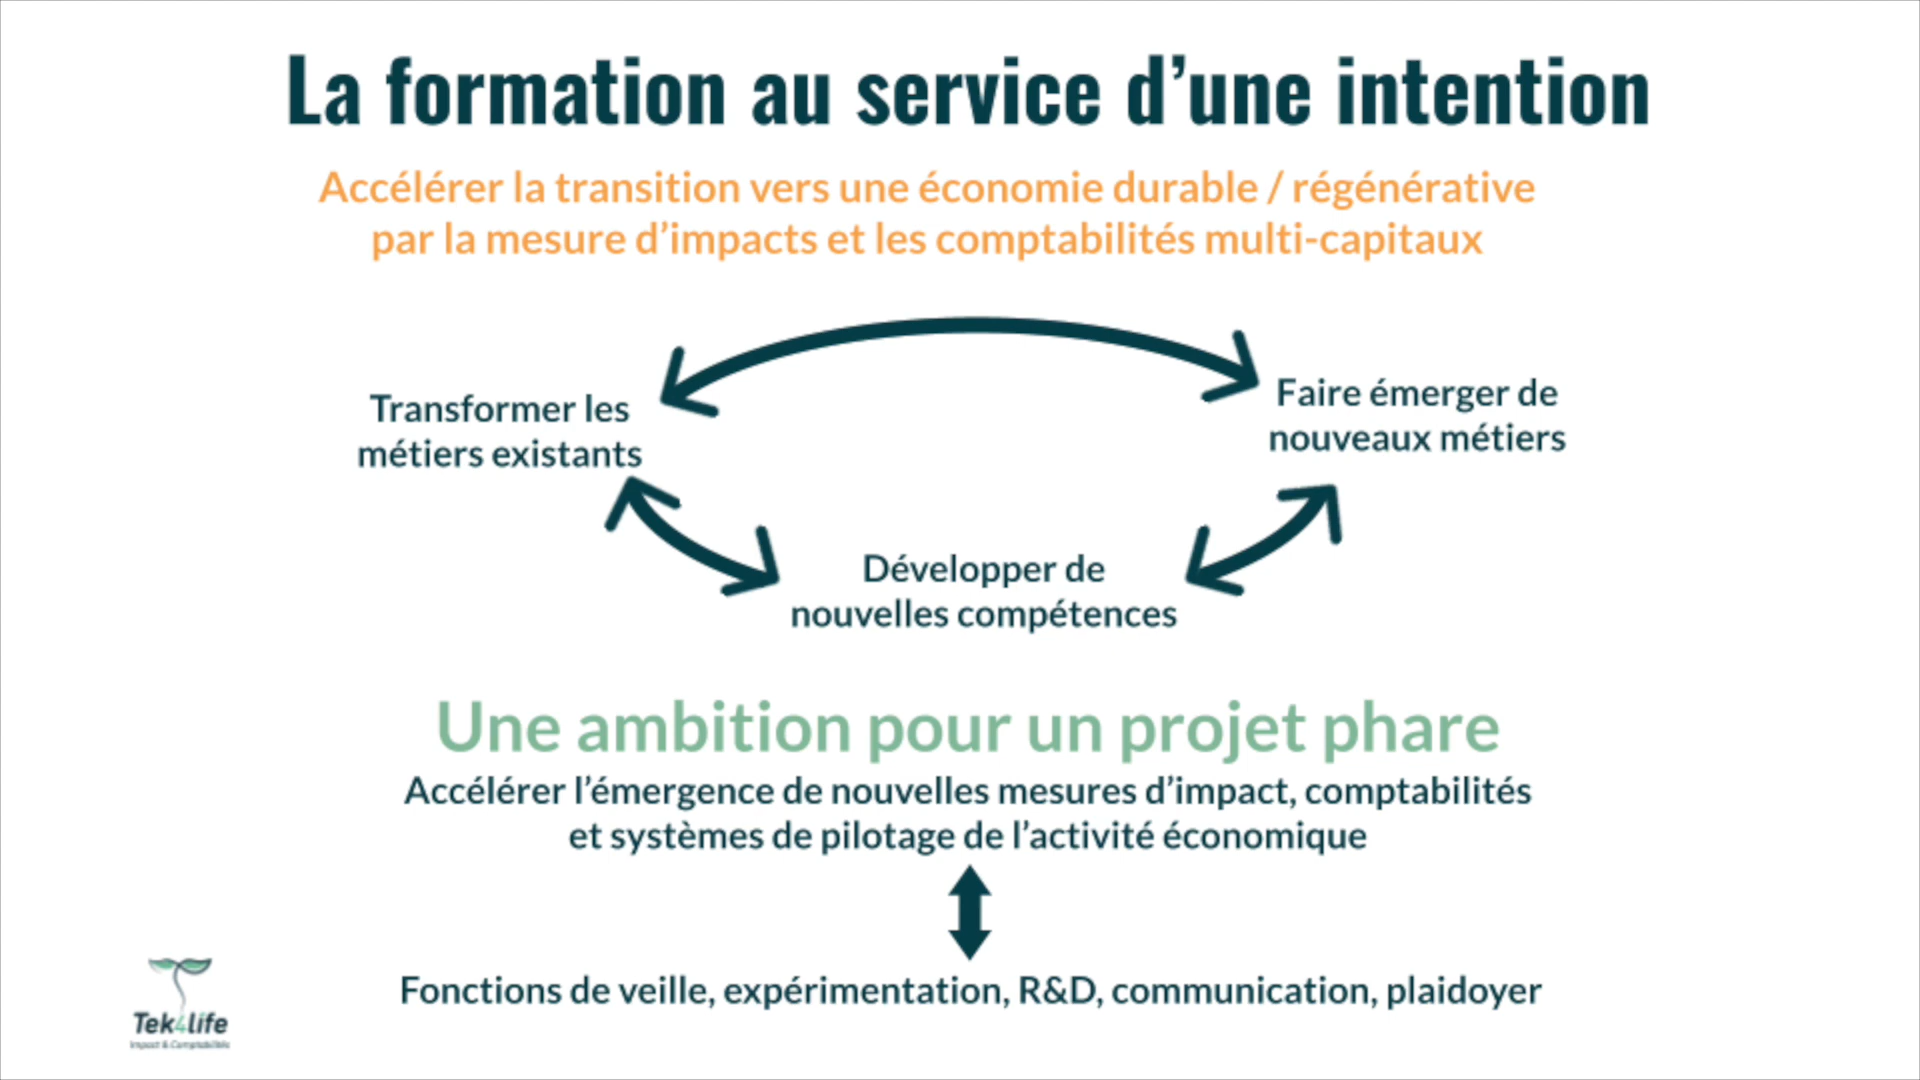 La formation au service d’une intention
Accélérer la transition vers une économie durable / régénérative
par la mesure d’impacts et les comptabilités multi-capitaux
Transformer les
métiers existants
Faire émerger de
nouveaux métiers
Développer de
nouvelles compétences
Une ambition pour un projet phare
Accélérer l’émergence de nouvelles mesures d’impact, comptabilités
et systèmes de pilotage de l’activité économique
Fonctions de veille, expérimentation, R&D, communication, plaidoyer
Tek4life
Impact & Comptabilités